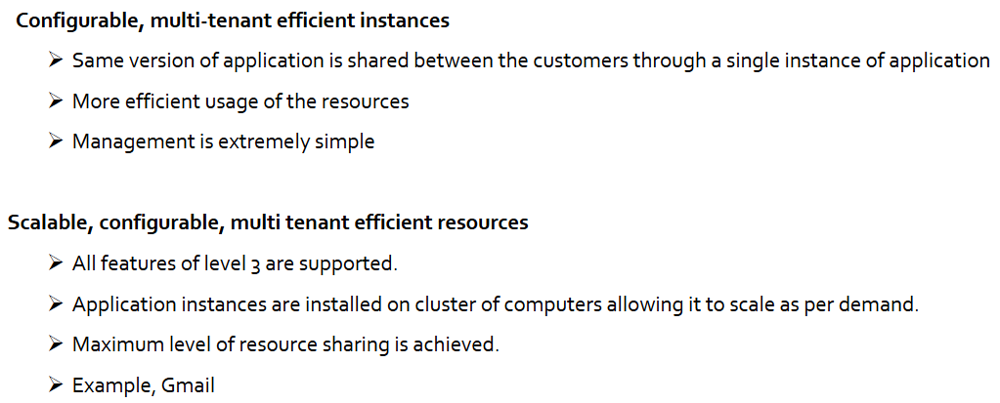 Configurable, multi-tenant efficient instances
➢ Same version of application is shared between the customers through a single instance of application
➢ More efficient usage of the resources
➢ Management is extremely simple
Scalable, configurable, multi tenant efficient resources
➢ All features of level 3 are supported.
➢ Application instances are installed on cluster of computers allowing it to scale as per demand.
➢ Maximum level of resource sharing is achieved.
➢ Example, Gmail